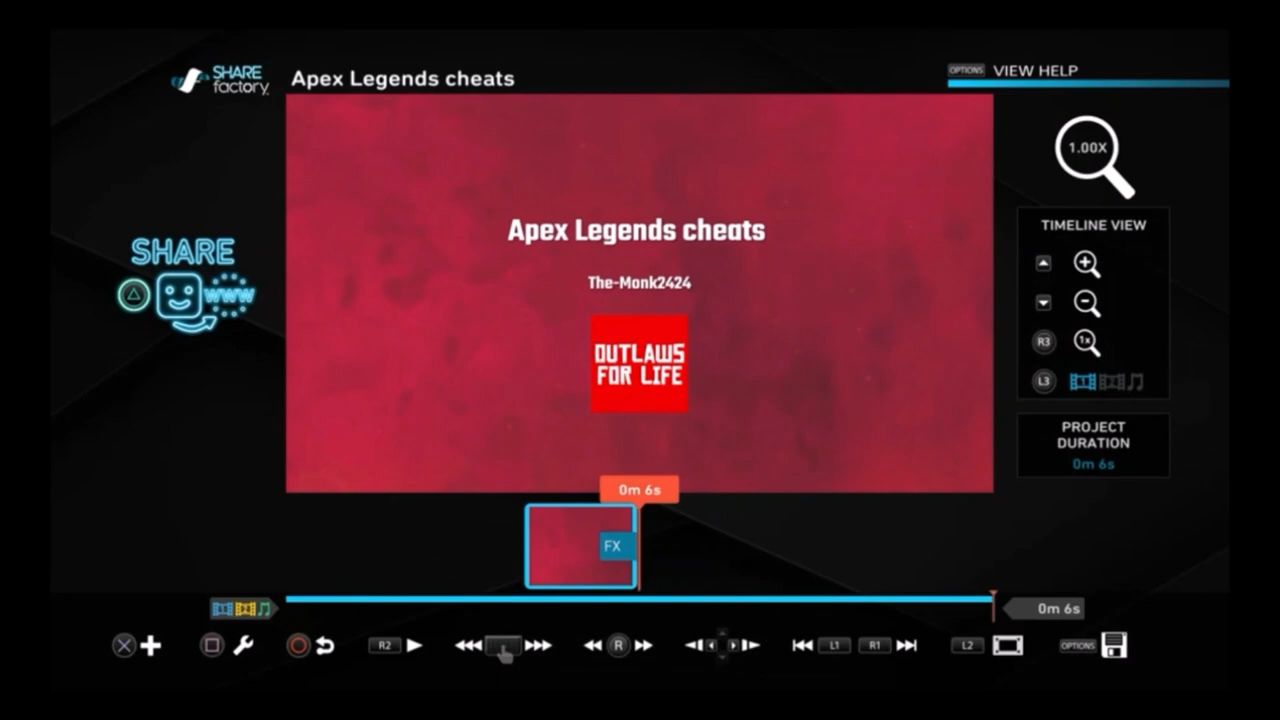 SHARE
factory
Apex Legends cheats
OPTIONS VIEW HELP
1.00X
Apex Legends cheats
The-Monk2424
OUTLAWS
FOR LIFE
SHARE
www
TIMELINE VIEW
R3 1x
L3
PROJECT
DURATION
0m 6s
0m 6s
FX
0m 6s
R2 R L1 R1 L2 OPTIONS